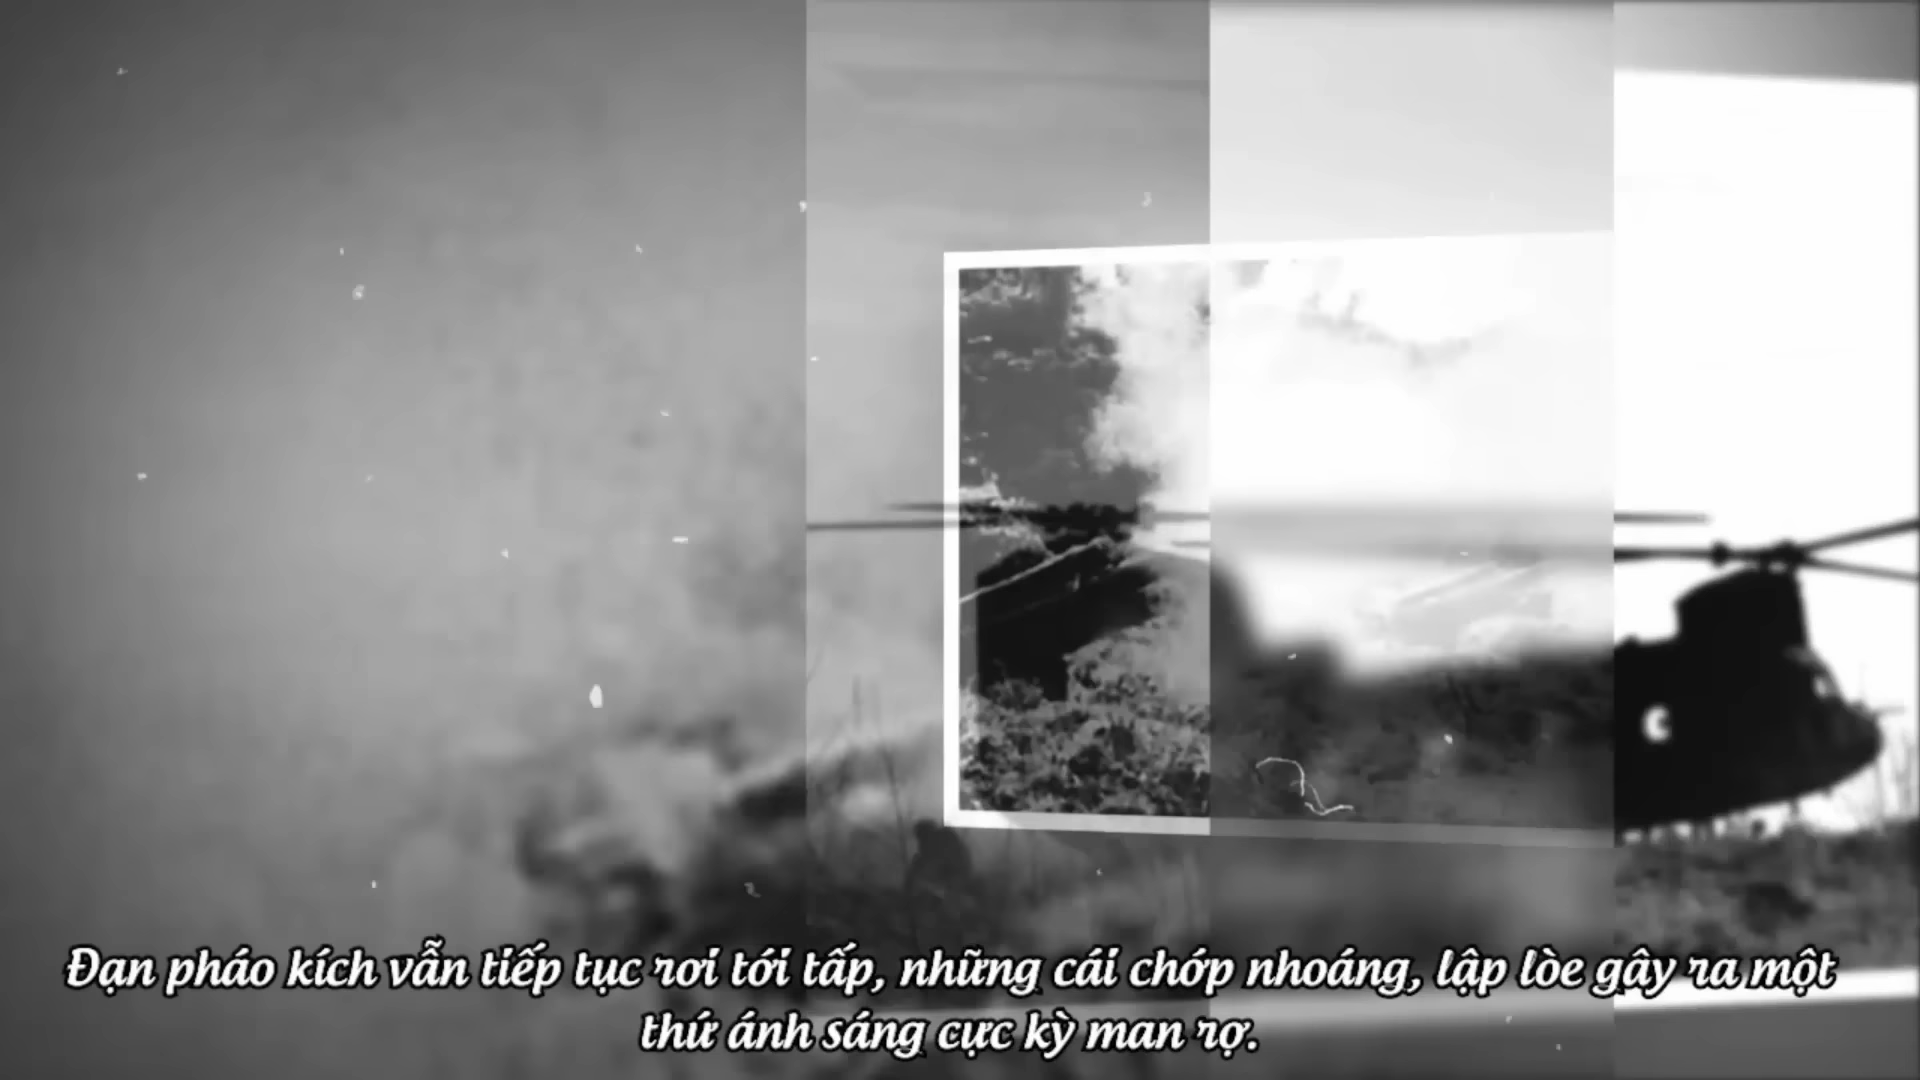 Đạn pháo kích vẫn tiếp tục rơi tới tấp, những cái chớp nhoáng, lập lòe gây ra một
thứ ánh sáng cực kỳ man rợ.